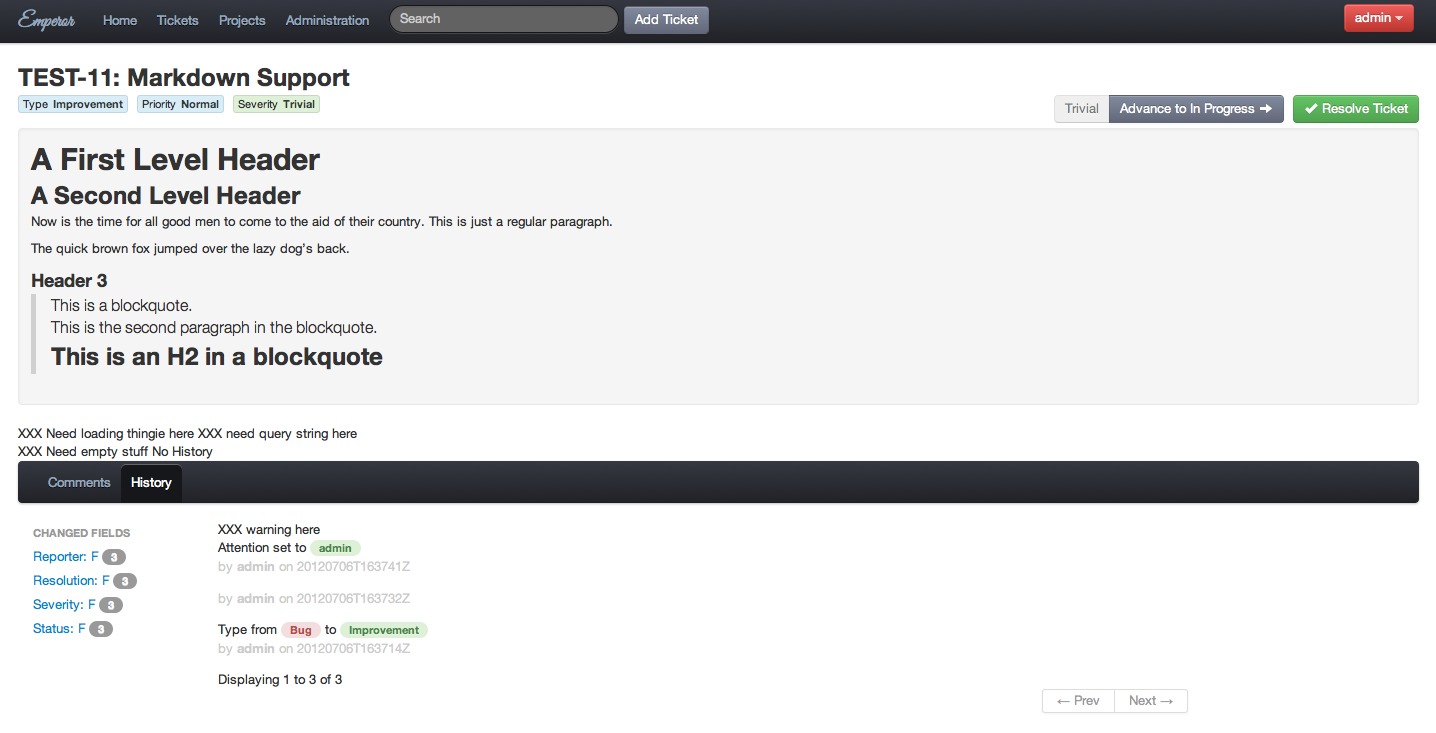 Emperor Home Tickets Projects Administration Search Add Ticket admin
TEST-11: Markdown Support
Type Improvement Priority Normal Severity Trivial
Trivial Advance to In Progress → ✔ Resolve Ticket
A First Level Header
A Second Level Header
Now is the time for all good men to come to the aid of their country. This is just a regular paragraph.
The quick brown fox jumped over the lazy dog's back.
Header 3
This is a blockquote.
This is the second paragraph in the blockquote.
This is an H2 in a blockquote
XXX Need loading thingie here XXX need query string here
XXX Need empty stuff No History
Comments History
CHANGED FIELDS
Reporter: F 3
Resolution: F 3
Severity: F 3
Status: F 3
XXX warning here
Attention set to admin
by admin on 20120706T163741Z
by admin on 20120706T163732Z
Type from Bug to Improvement
by admin on 20120706T163714Z
Displaying 1 to 3 of 3
← Prev Next →